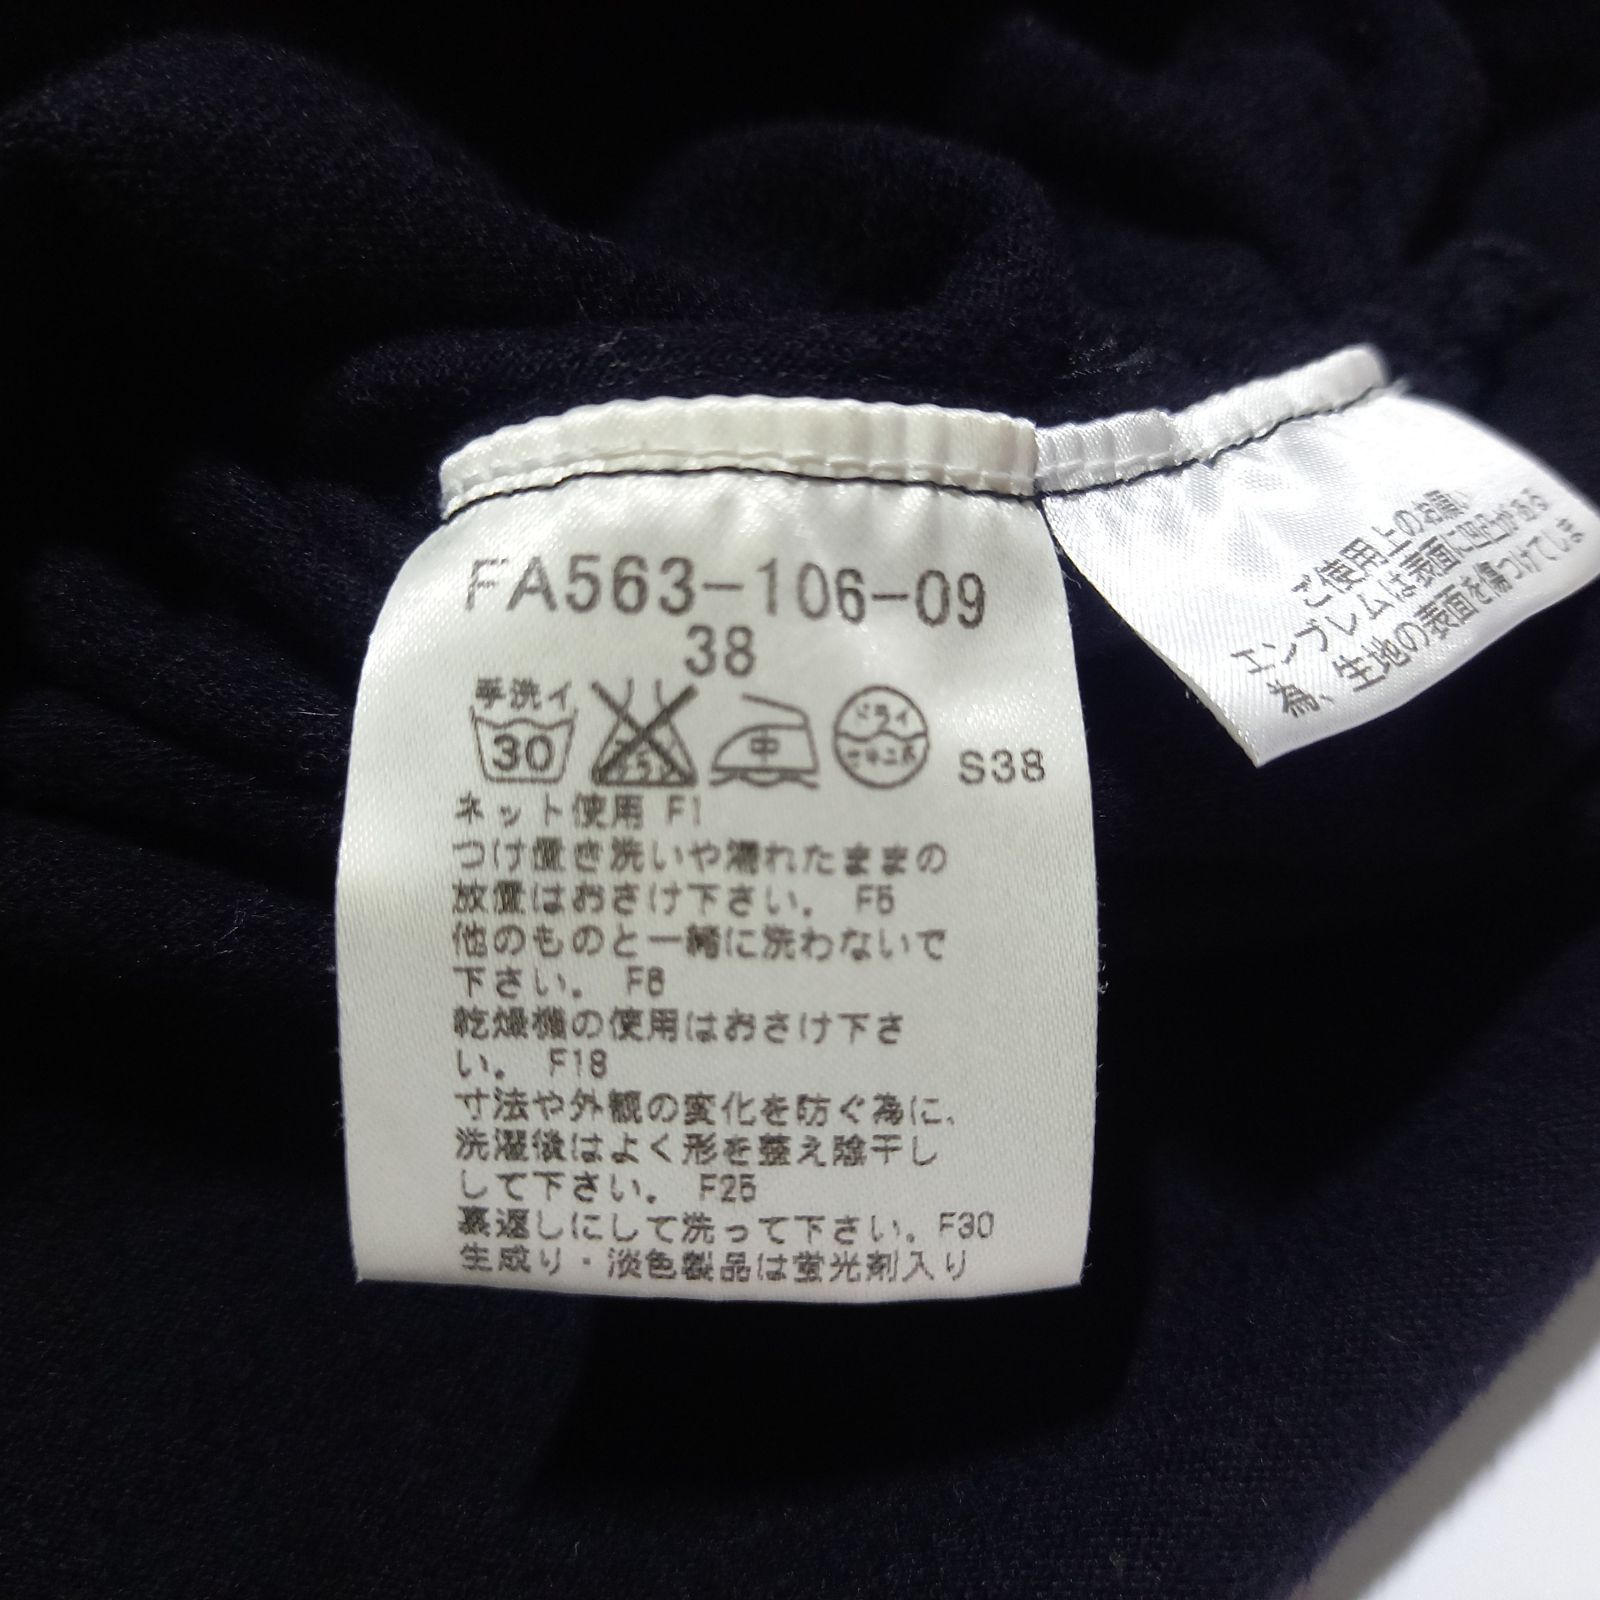 FA563-106-09
38
手洗イ
30
中
ドライ
セキユ系
S38
ネット使用 F1
つけ置き洗いや濡れたままの
放置はおさけ下さい。 F5
他のものと一緒に洗わないで
下さい。 F6
乾燥機の使用はおさけ下さ
い。 F18
寸法や外観の変化を防ぐ為に、
洗濯後はよく形を整え陰干し
して下さい。 F25
裏返しにして洗って下さい。F30
生成り・淡色製品は蛍光剤入り
ご使用上のお願い
エンブレムは表面に凹凸がある
為、生地の表面を傷つけてしま